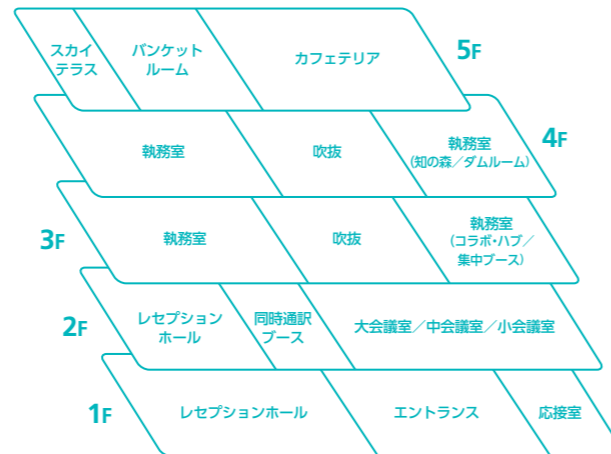 スカイ
テラス
バンケット
ルーム
カフェテリア
5F
執務室
吹抜
執務室
(知の森／ダムルーム)
4F
3F
執務室
吹抜
執務室
(コラボ・ハブ／
集中ブース)
2F
レセプション
ホール
同時通訳
ブース
大会議室／中会議室／小会議室
1F
レセプションホール
エントランス
応接室